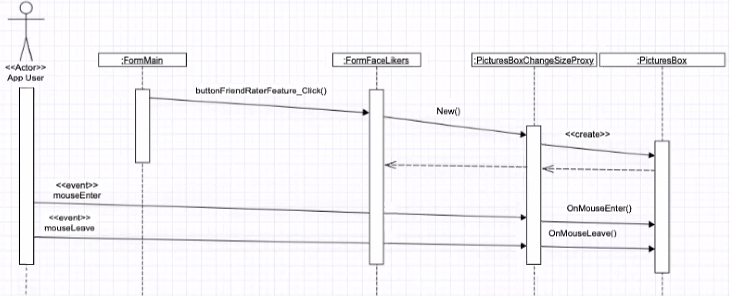 <<Actor>>
App User
:FormMain
:FormFaceLikers
:PicturesBoxChangeSizeProxy
:PicturesBox
buttonFriendRaterFeature_Click()
New()
<<create>>
<<event>>
mouseEnter
OnMouseEnter()
<<event>>
mouseLeave
OnMouseLeave()